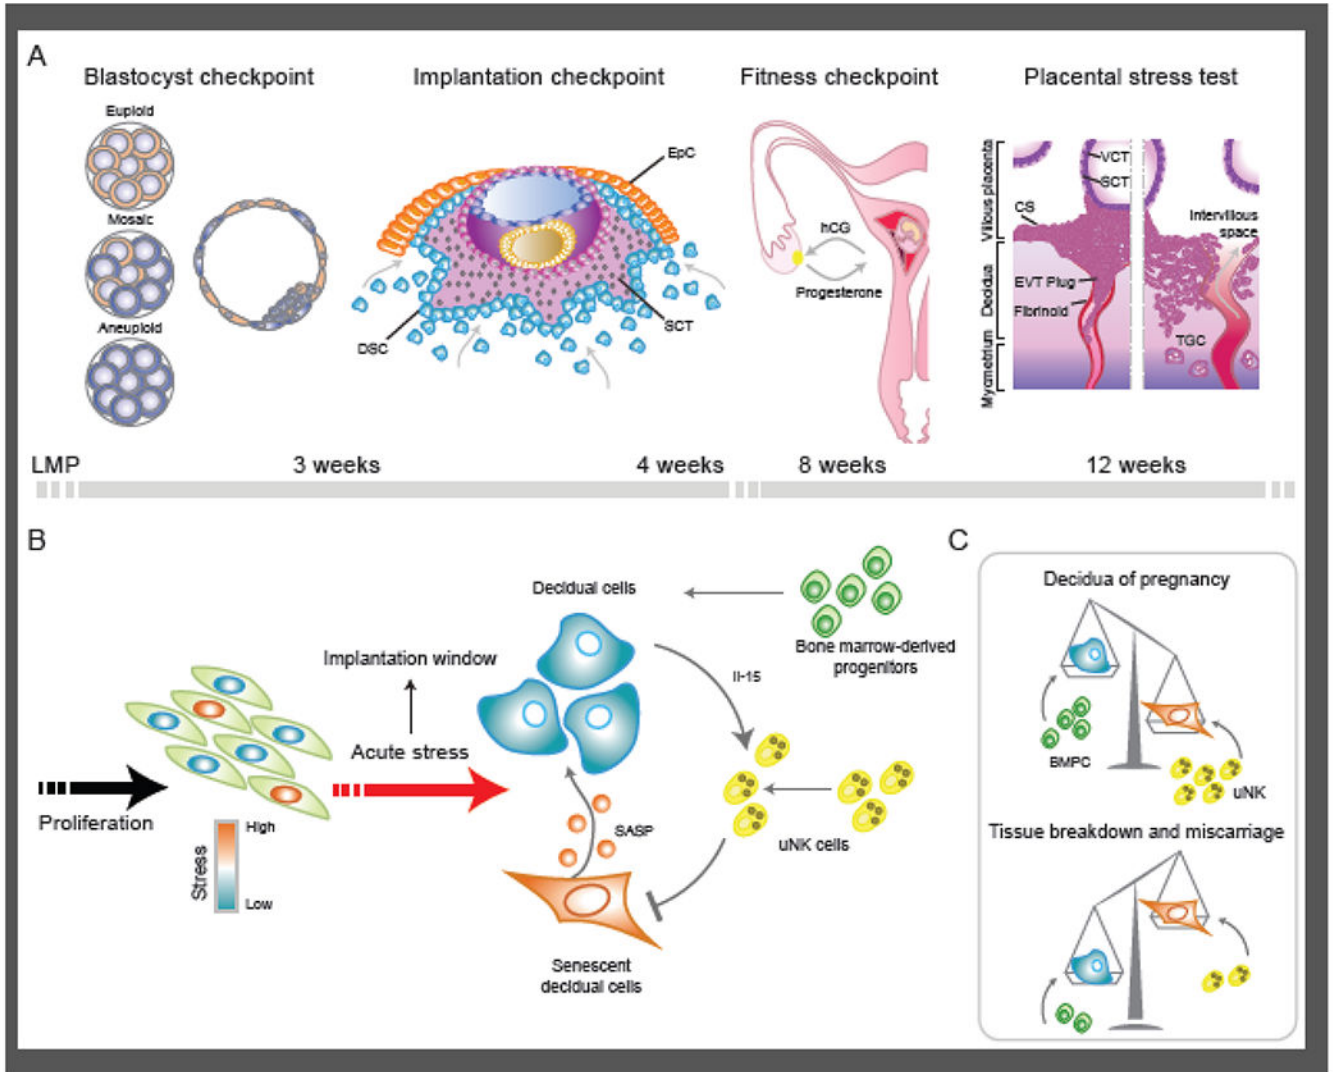 A
Blastocyst checkpoint
Implantation checkpoint
Fitness checkpoint
Placental stress test
Euploid
Mosaic
Aneuploid
EpC
DSC
SCT
hCG
Progesterone
Villous placenta
Decidua
Myometrium
VCT
SCT
CS
Intervillous
space
EVT Plug
Fibrinoid
TGC
LMP
3 weeks
4 weeks
8 weeks
12 weeks
B
Proliferation
Stress
High
Low
Implantation window
Acute stress
Decidual cells
Bone marrow-derived
progenitors
Il-15
uNK cells
SASP
Senescent
decidual cells
C
Decidua of pregnancy
BMPC
uNK
Tissue breakdown and miscarriage